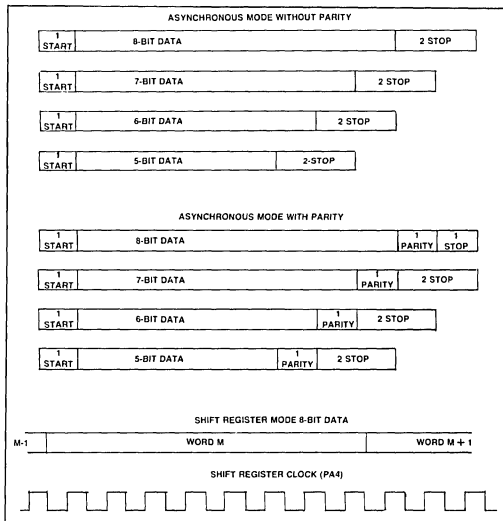 ASYNCHRONOUS MODE WITHOUT PARITY
1 START 8-BIT DATA 2 STOP
1 START 7-BIT DATA 2 STOP
1 START 6-BIT DATA 2 STOP
1 START 5-BIT DATA 2-STOP
ASYNCHRONOUS MODE WITH PARITY
1 START 8-BIT DATA 1 PARITY 1 STOP
1 START 7-BIT DATA 1 PARITY 2 STOP
1 START 6-BIT DATA 1 PARITY 2 STOP
1 START 5-BIT DATA 1 PARITY 2 STOP
SHIFT REGISTER MODE 8-BIT DATA
M-1 WORD M WORD M + 1
SHIFT REGISTER CLOCK (PA4)